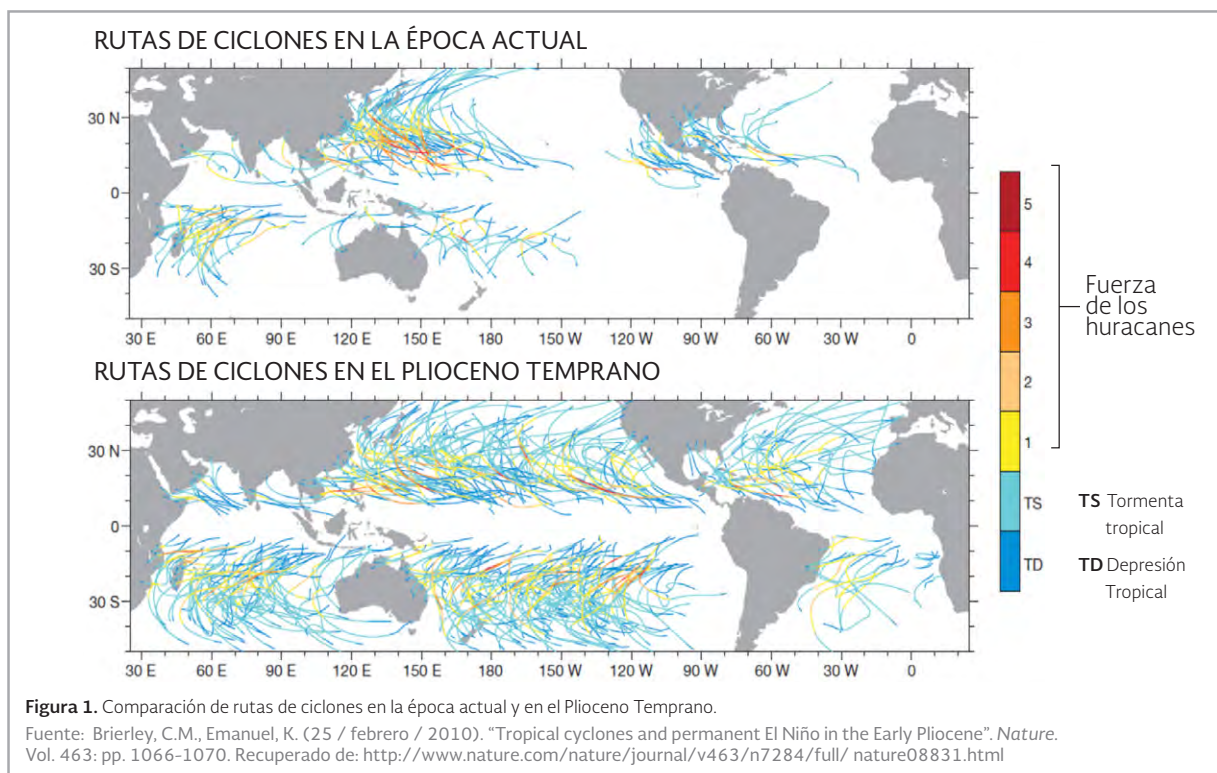 RUTAS DE CICLONES EN LA ÉPOCA ACTUAL
30 N
0
30 S
30 E 60 E 90 E 120 E 150 E 180 150 W 120 W 90 W 60 W 30 W 0
RUTAS DE CICLONES EN EL PLIOCENO TEMPRANO
30 N
0
30 S
30 E 60 E 90 E 120 E 150 E 180 150 W 120 W 90 W 60 W 30 W 0
5
4
3
2
1
TS
TD
Fuerza
de los
huracanes
TS Tormenta
tropical
TD Depresión
Tropical
Figura 1. Comparación de rutas de ciclones en la época actual y en el Plioceno Temprano.
Fuente: Brierley, C.M., Emanuel, K. (25 / febrero / 2010). “Tropical cyclones and permanent El Niño in the Early Pliocene”. Nature.
Vol. 463: pp. 1066-1070. Recuperado de: http://www.nature.com/nature/journal/v463/n7284/full/ nature08831.html